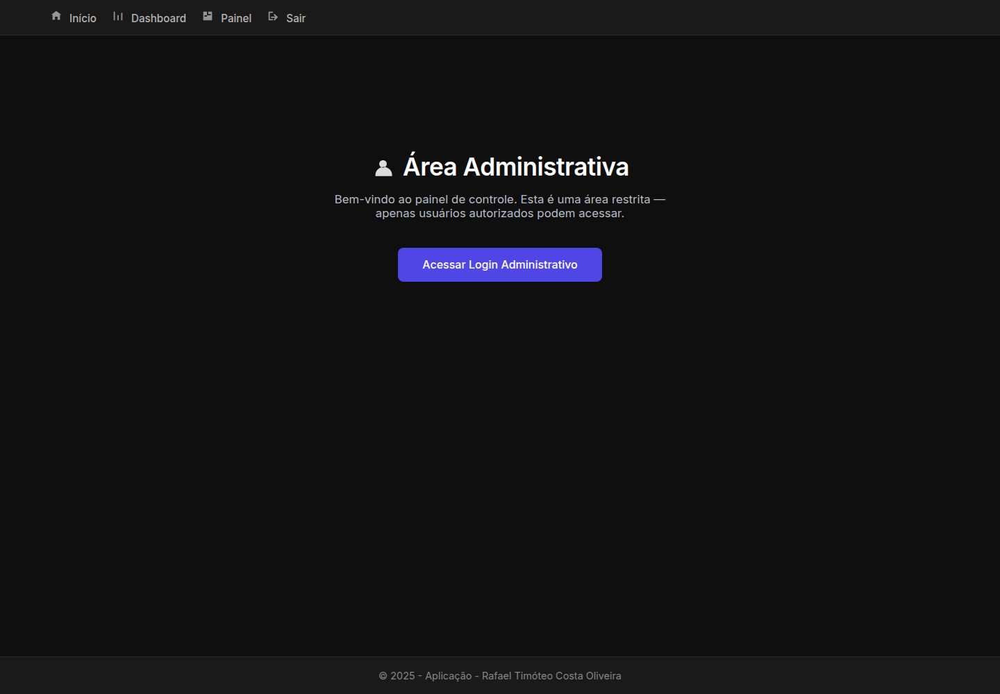 Início Dashboard Painel Sair
Área Administrativa
Bem-vindo ao painel de controle. Esta é uma área restrita —
apenas usuários autorizados podem acessar.
Acessar Login Administrativo
© 2025 - Aplicação - Rafael Timóteo Costa Oliveira